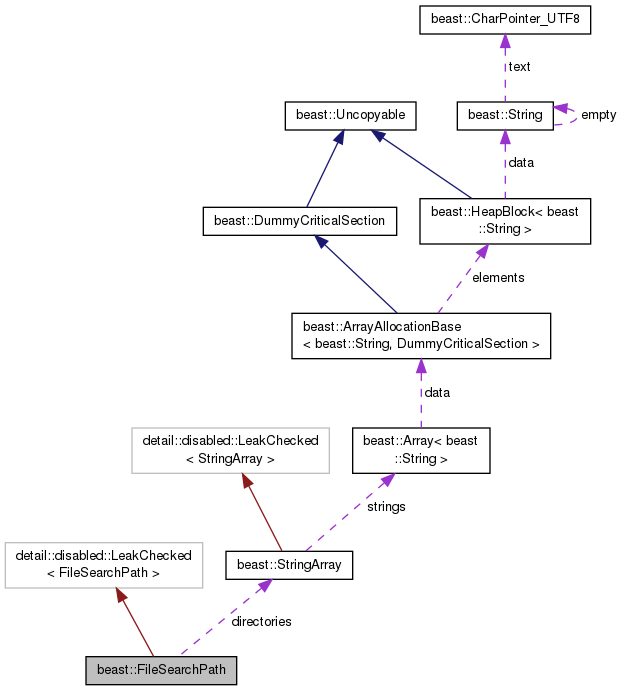 beast::CharPointer_UTF8
text
beast::Uncopyable
beast::String
empty
data
beast::DummyCriticalSection
beast::HeapBlock< beast
::String >
elements
beast::ArrayAllocationBase
< beast::String, DummyCriticalSection >
data
detail::disabled::LeakChecked
< StringArray >
beast::Array< beast
::String >
strings
detail::disabled::LeakChecked
< FileSearchPath >
beast::StringArray
directories
beast::FileSearchPath